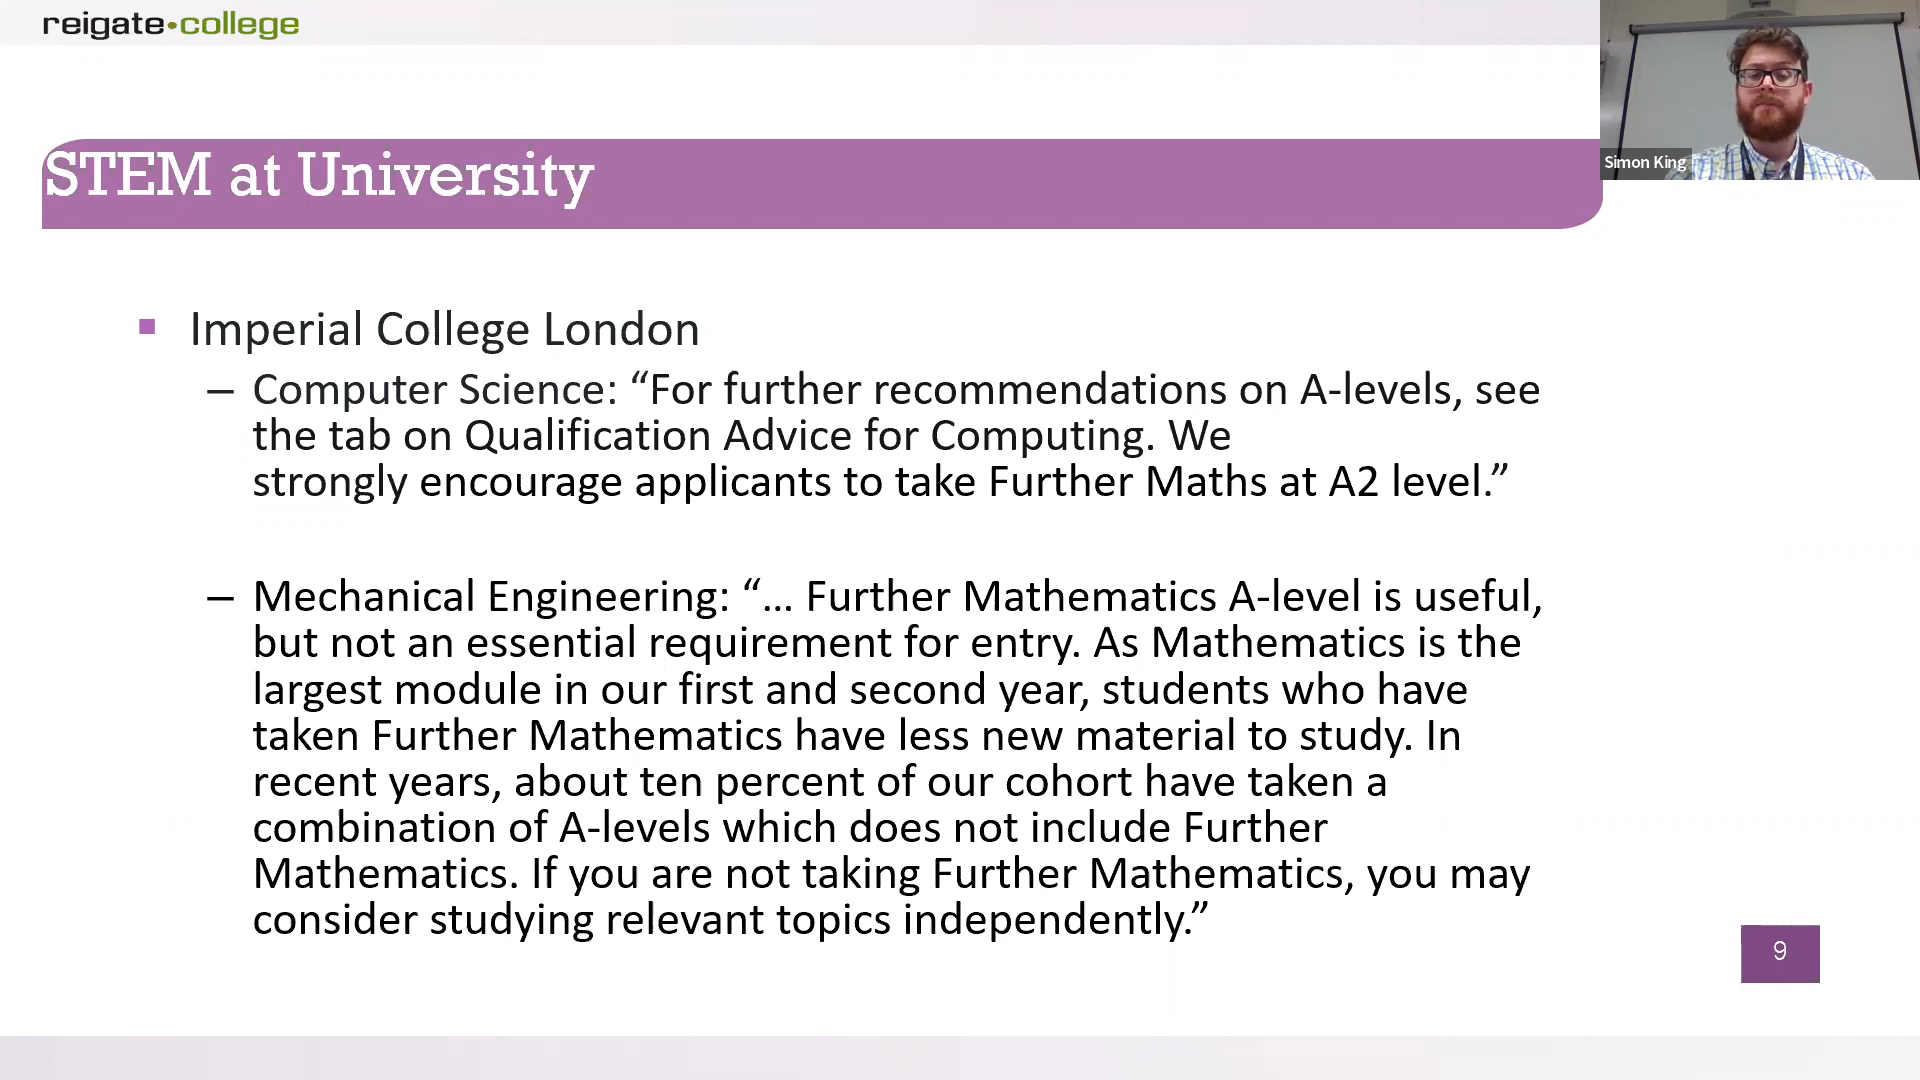 reigate•college
Simon King
STEM at University
▪ Imperial College London
– Computer Science: “For further recommendations on A-levels, see
the tab on Qualification Advice for Computing. We
strongly encourage applicants to take Further Maths at A2 level.”
– Mechanical Engineering: “… Further Mathematics A-level is useful,
but not an essential requirement for entry. As Mathematics is the
largest module in our first and second year, students who have
taken Further Mathematics have less new material to study. In
recent years, about ten percent of our cohort have taken a
combination of A-levels which does not include Further
Mathematics. If you are not taking Further Mathematics, you may
consider studying relevant topics independently.”
9